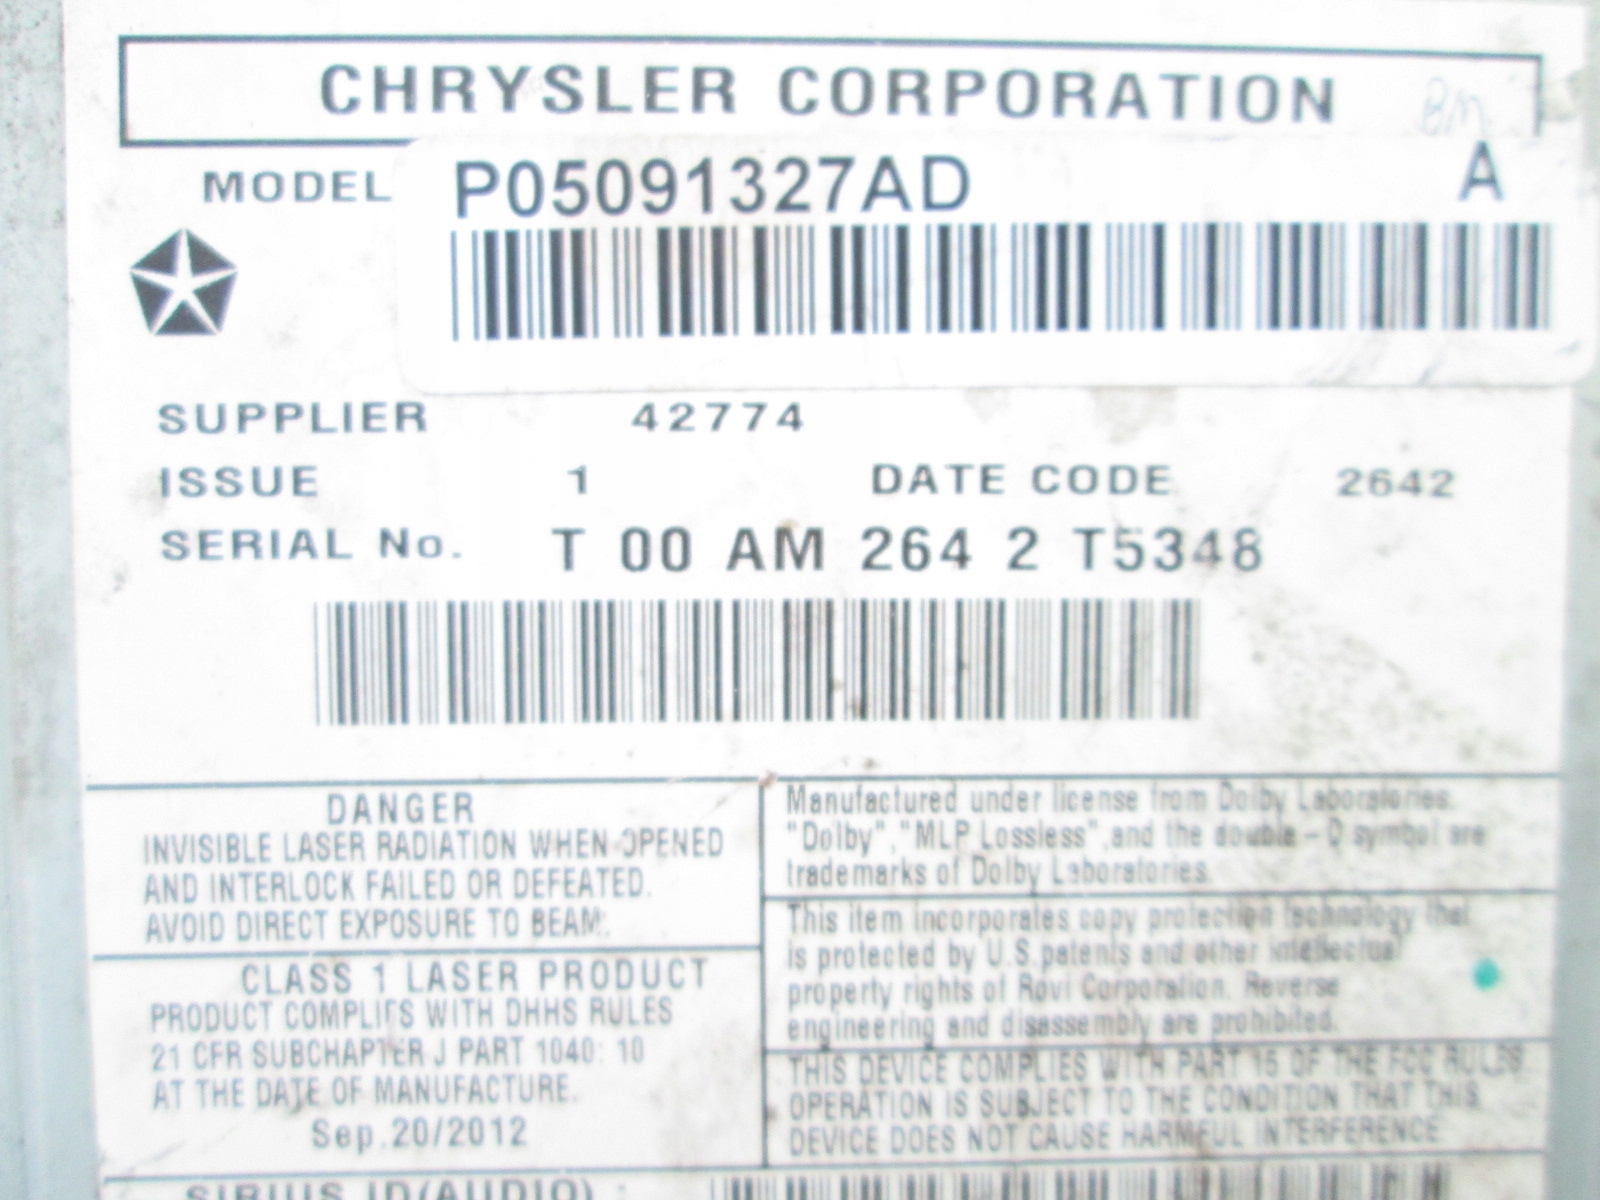 CHRYSLER CORPORATION
MODEL P05091327AD A
SUPPLIER 42774
ISSUE 1 DATE CODE 2642
SERIAL No. T 00 AM 264 2 T5348
DANGER
INVISIBLE LASER RADIATION WHEN OPENED
AND INTERLOCK FAILED OR DEFEATED.
AVOID DIRECT EXPOSURE TO BEAM.
CLASS 1 LASER PRODUCT
PRODUCT COMPLIES WITH DHHS RULES
21 CFR SUBCHAPTER J PART 1040: 10
AT THE DATE OF MANUFACTURE.
Sep.20/2012
Manufactured under license from Dolby Laboratories.
"Dolby","MLP Lossless",and the double-D symbol are
trademarks of Dolby Laboratories.
This item incorporates copy protection technology that
is protected by U.S.patents and other intellectual
property rights of Rovi Corporation. Reverse
engineering and disassembly are prohibited.
THIS DEVICE COMPLIES WITH PART 15 OF THE FCC RULES
OPERATION IS SUBJECT TO THE CONDITION THAT THIS
DEVICE DOES NOT CAUSE HARMFUL INTERFERENCE
SIRIUS ID(AUDIO) :